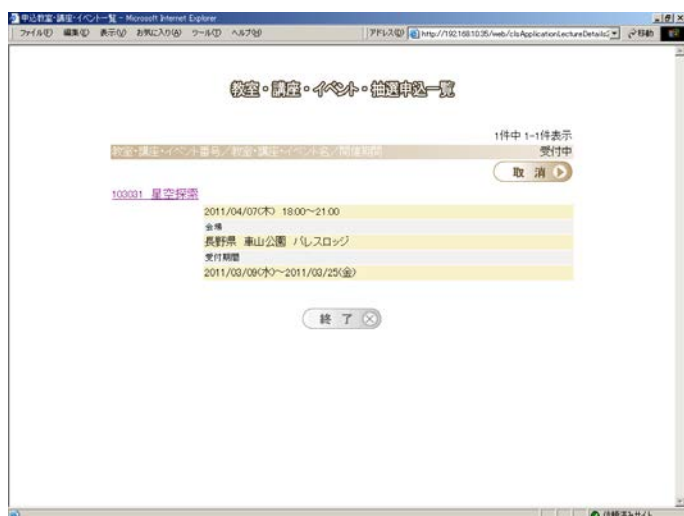 申込教室・講座・イベント一覧 - Microsoft Internet Explorer
ファイル(F) 編集(E) 表示(V) お気に入り(A) ツール(T) ヘルプ(H) アドレス(D) http://192.168.10.35/web/clsApplicationLectureDetails 移動
教室・講座・イベント・抽選申込一覧
1件中 1-1件表示
教室・講座・イベント番号／教室・講座・イベント名／開催期間 受付中
取 消
103031 星空探索
2011/04/07(木) 18:00～21:00
会場
長野県 車山公園 パレスロッジ
受付期間
2011/03/09(水)～2011/03/25(金)
終 了